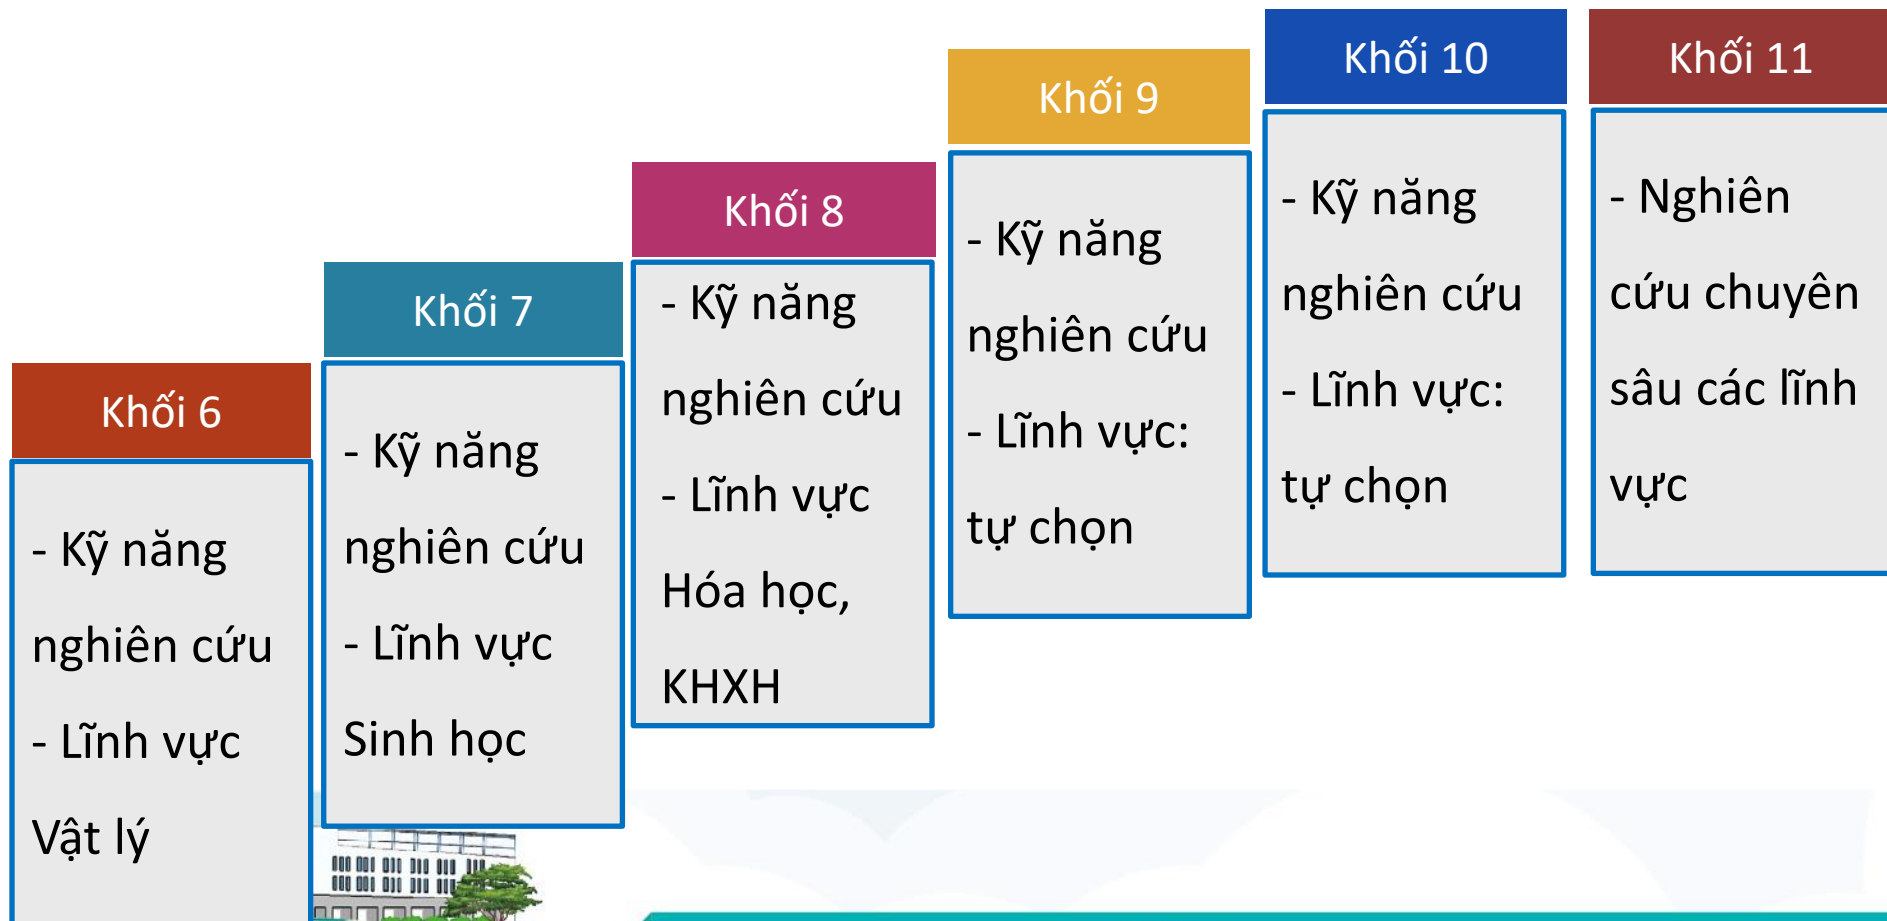 Khối 6
- Kỹ năng
nghiên cứu
- Lĩnh vực
Vật lý
Khối 7
- Kỹ năng
nghiên cứu
- Lĩnh vực
Sinh học
Khối 8
- Kỹ năng
nghiên cứu
- Lĩnh vực
Hóa học,
KHXH
Khối 9
- Kỹ năng
nghiên cứu
- Lĩnh vực:
tự chọn
Khối 10
- Kỹ năng
nghiên cứu
- Lĩnh vực:
tự chọn
Khối 11
- Nghiên
cứu chuyên
sâu các lĩnh
vực